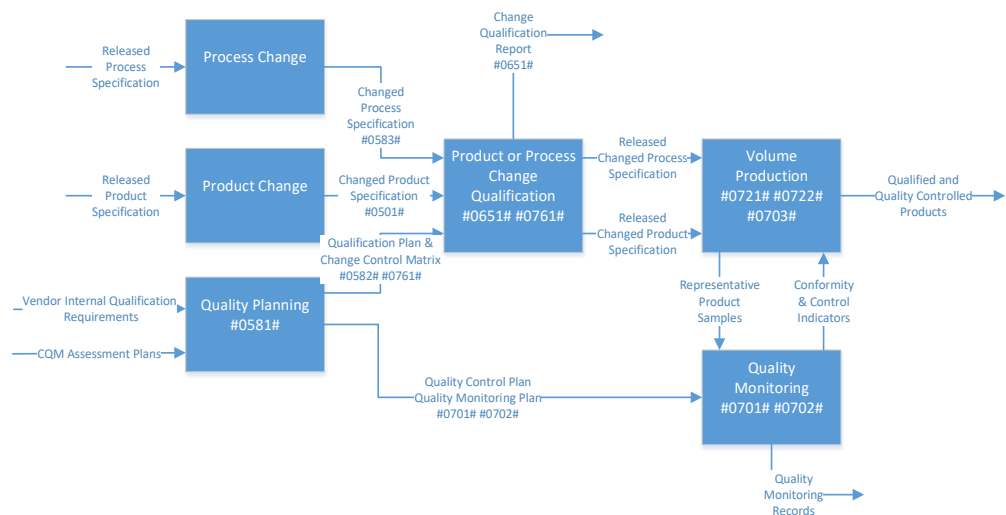 Change
Qualification
Report
#0651#
Released
Process
Specification
Process Change
Changed
Process
Specification
#0583#
Released
Product
Specification
Product Change
Changed Product
Specification
#0501#
Product or Process
Change
Qualification
#0651# #0761#
Released
Changed Process
Specification
Released
Changed Product
Specification
Volume
Production
#0721# #0722#
#0703#
Qualified and
Quality Controlled
Products
Qualification Plan &
Change Control Matrix
#0582# #0761#
Vendor Internal Qualification
Requirements
CQM Assessment Plans
Quality Planning
#0581#
Representative
Product
Samples
Conformity
& Control
Indicators
Quality Control Plan
Quality Monitoring Plan
#0701# #0702#
Quality
Monitoring
#0701# #0702#
Quality
Monitoring
Records